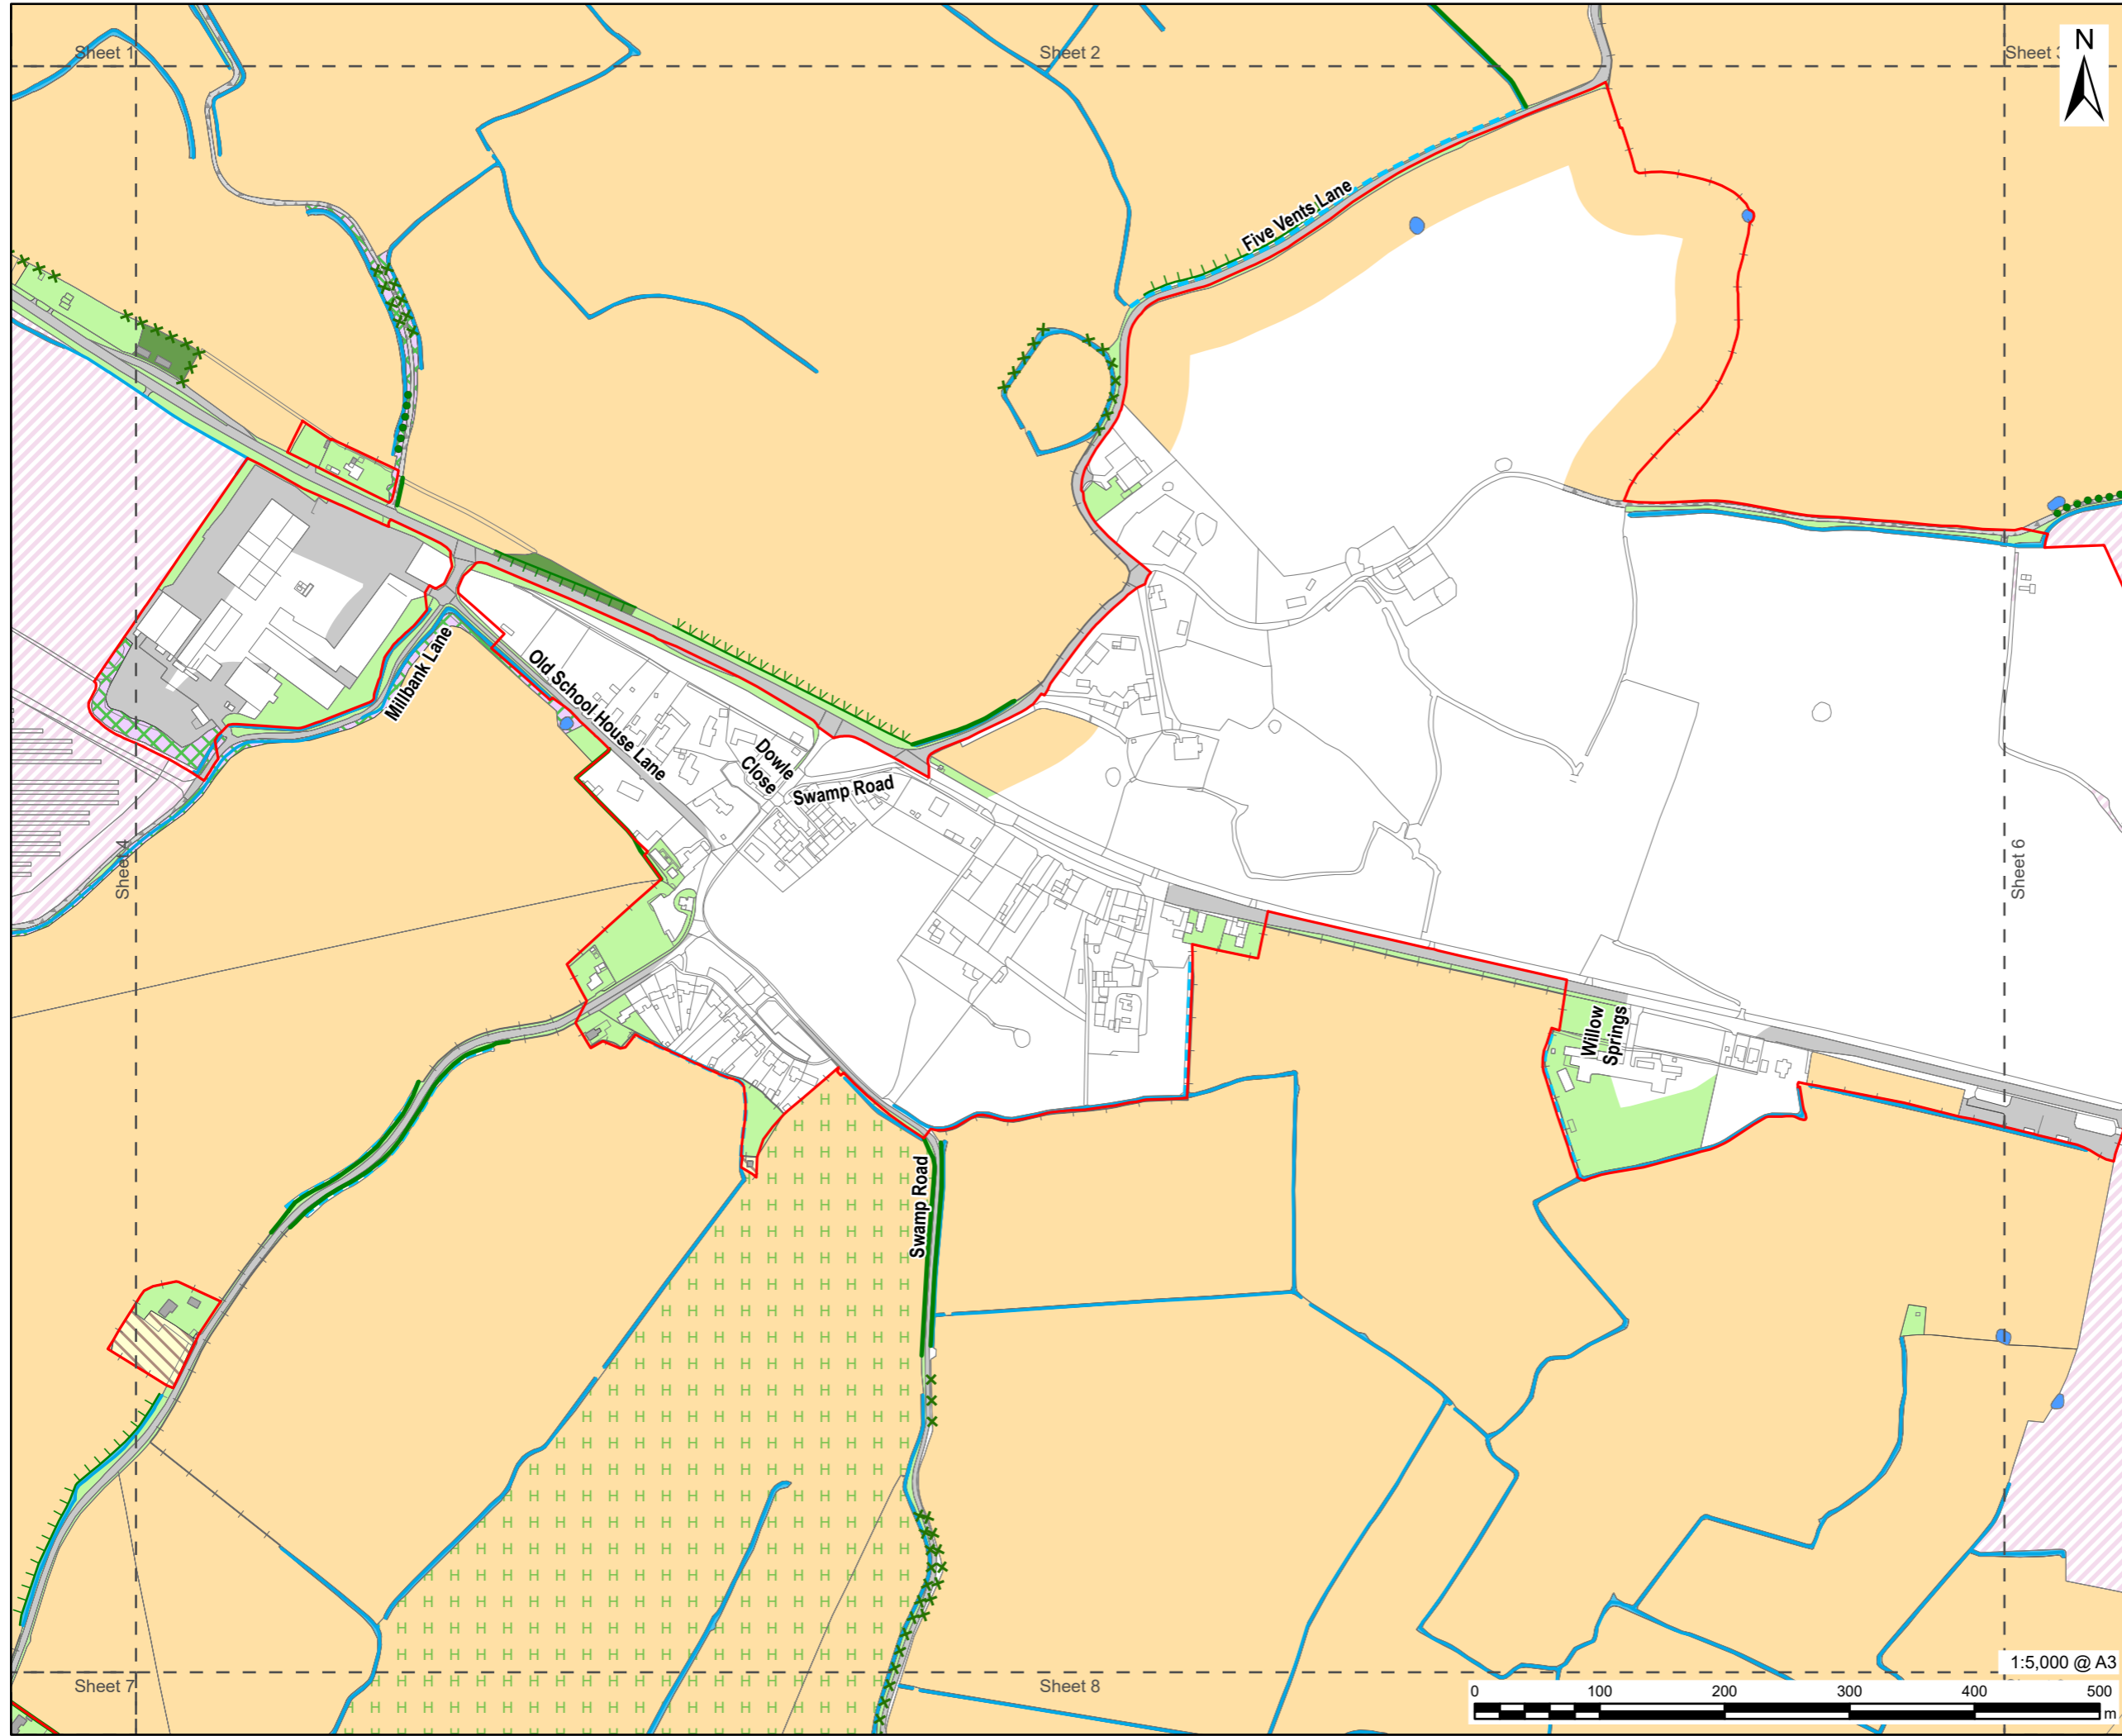 Sheet 1
Sheet 2
Sheet 3
N
Five Vents Lane
Millbank Lane
Old School House Lane
Dowle
Close
Swamp Road
Sheet 4
Sheet 6
Willow
Springs
Swamp Road
Sheet 7
Sheet 8
1:5,000 @ A3
0 100 200 300 400 500
m